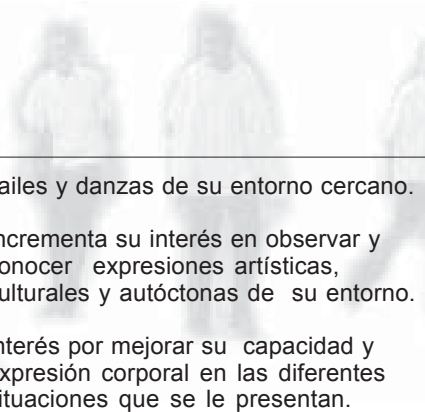 ailes y danzas de su entorno cercano.
ncrementa su interés en observar y
onocer expresiones artísticas,
ulturales y autóctonas de su entorno.
nterés por mejorar su capacidad y
xpresión corporal en las diferentes
ituaciones que se le presentan.